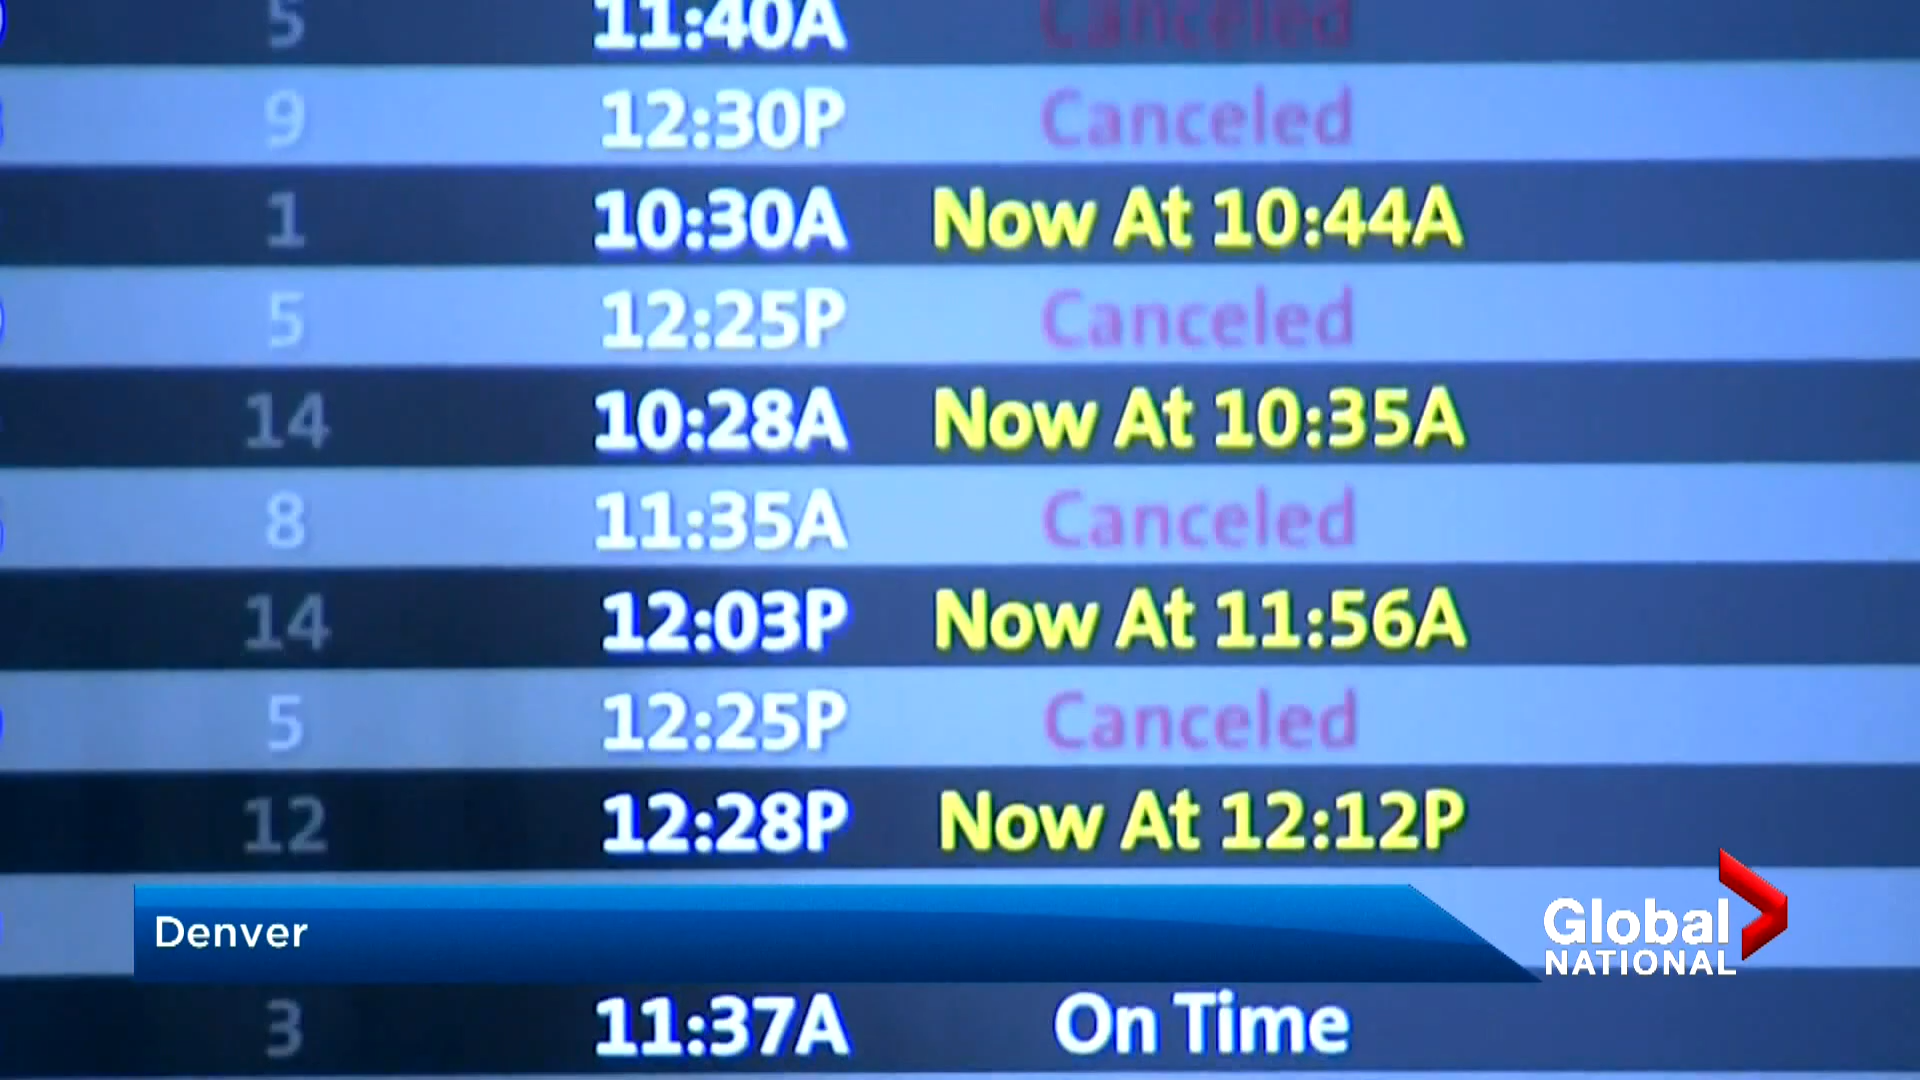 5 11:40A Canceled
9 12:30P Canceled
1 10:30A Now At 10:44A
5 12:25P Canceled
14 10:28A Now At 10:35A
8 11:35A Canceled
14 12:03P Now At 11:56A
5 12:25P Canceled
12 12:28P Now At 12:12P
Denver
Global
NATIONAL
3 11:37A On Time